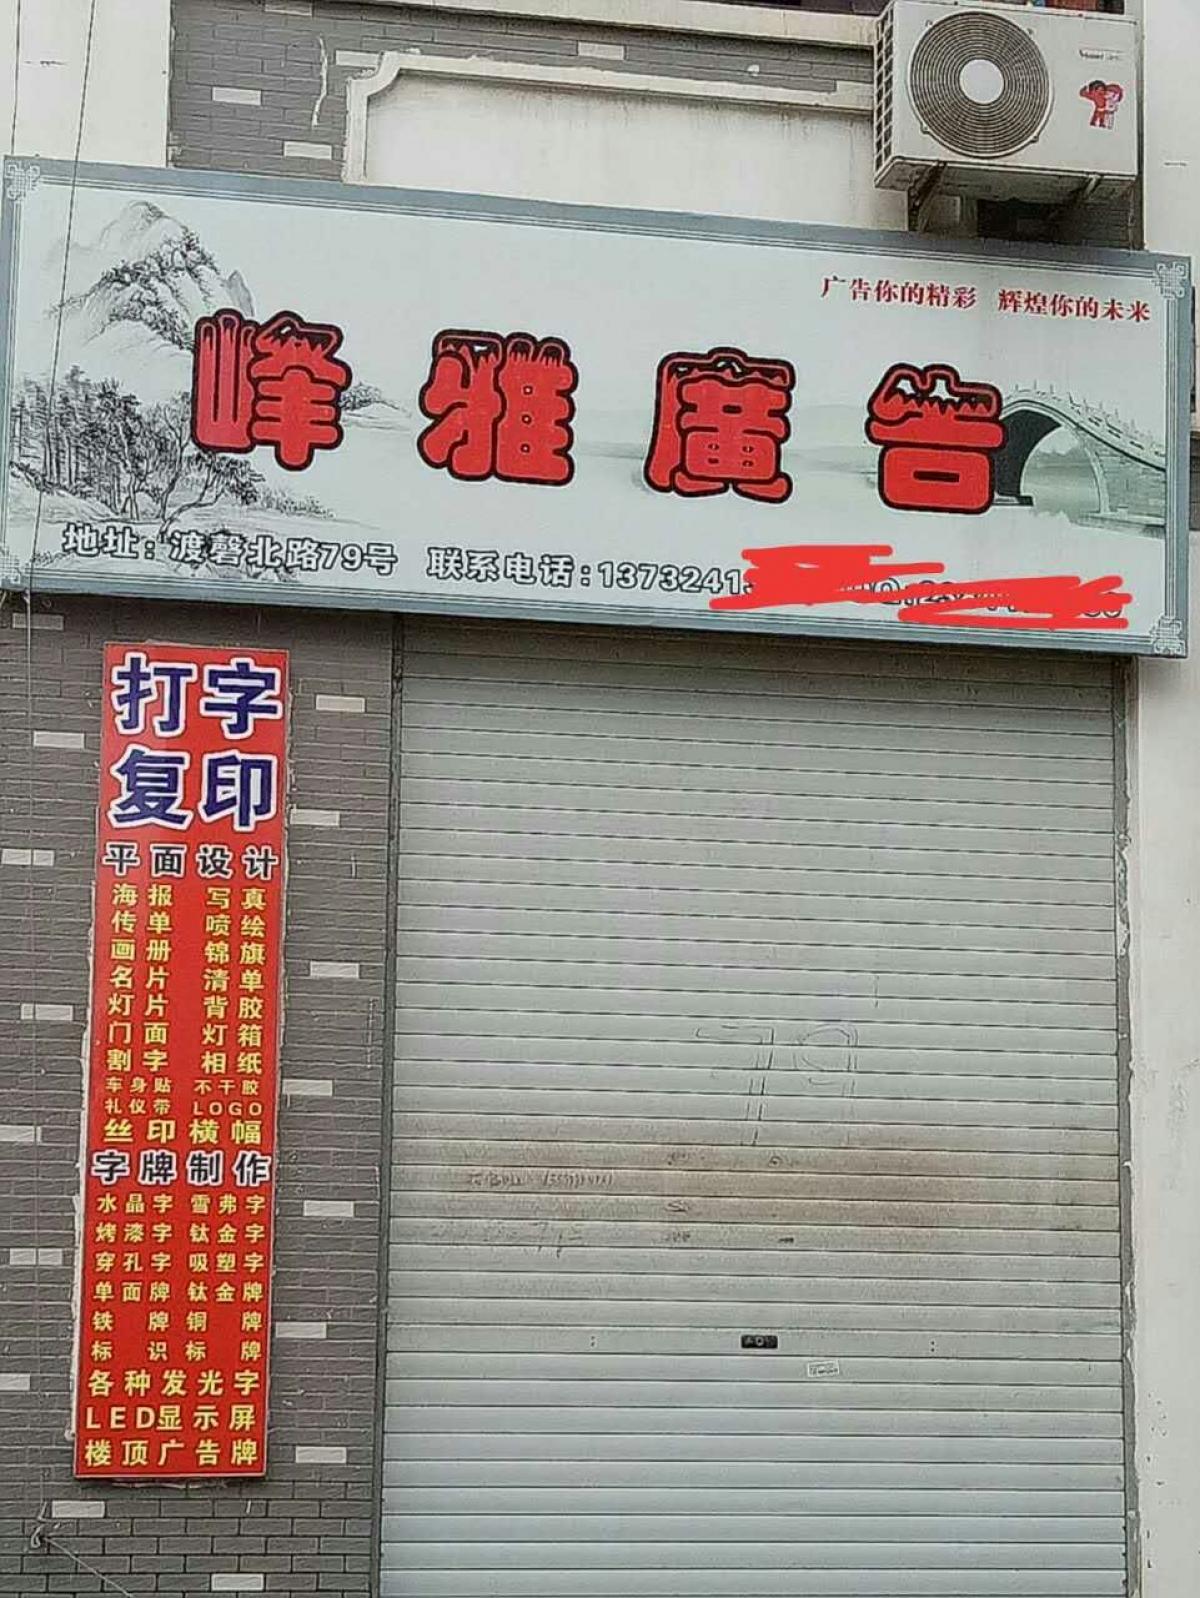 广告你的精彩 辉煌你的未来
峰雅廣告
地址：渡磬北路79号 联系电话：13732413
打字
复印
平面设计
海报 写真
传单 喷绘
画册 锦旗
名片 清单
灯片 背胶
门面 灯箱
割字 相纸
车身贴 不干胶
礼仪带 LOGO
丝印横幅
字牌制作
水晶字 雪弗字
烤漆字 钛金字
穿孔字 吸塑字
单面牌 钛金牌
铁牌 铜牌
标识标牌
各种发光字
LED显示屏
楼顶广告牌
79